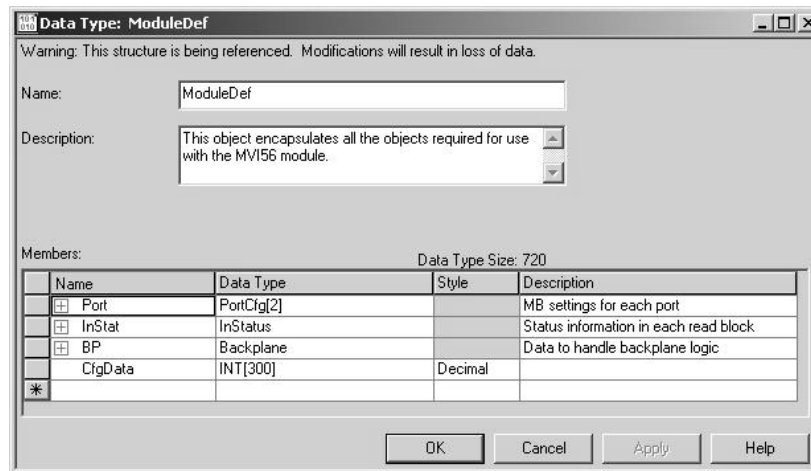 Data Type: ModuleDef
Warning: This structure is being referenced.  Modifications will result in loss of data.
Name: ModuleDef
Description: This object encapsulates all the objects required for use
with the MVI56 module.
Members: Data Type Size: 720
Name Data Type Style Description
Port PortCfg[2] MB settings for each port
InStat InStatus Status information in each read block
BP Backplane Data to handle backplane logic
CfgData INT[300] Decimal
OK Cancel Apply Help